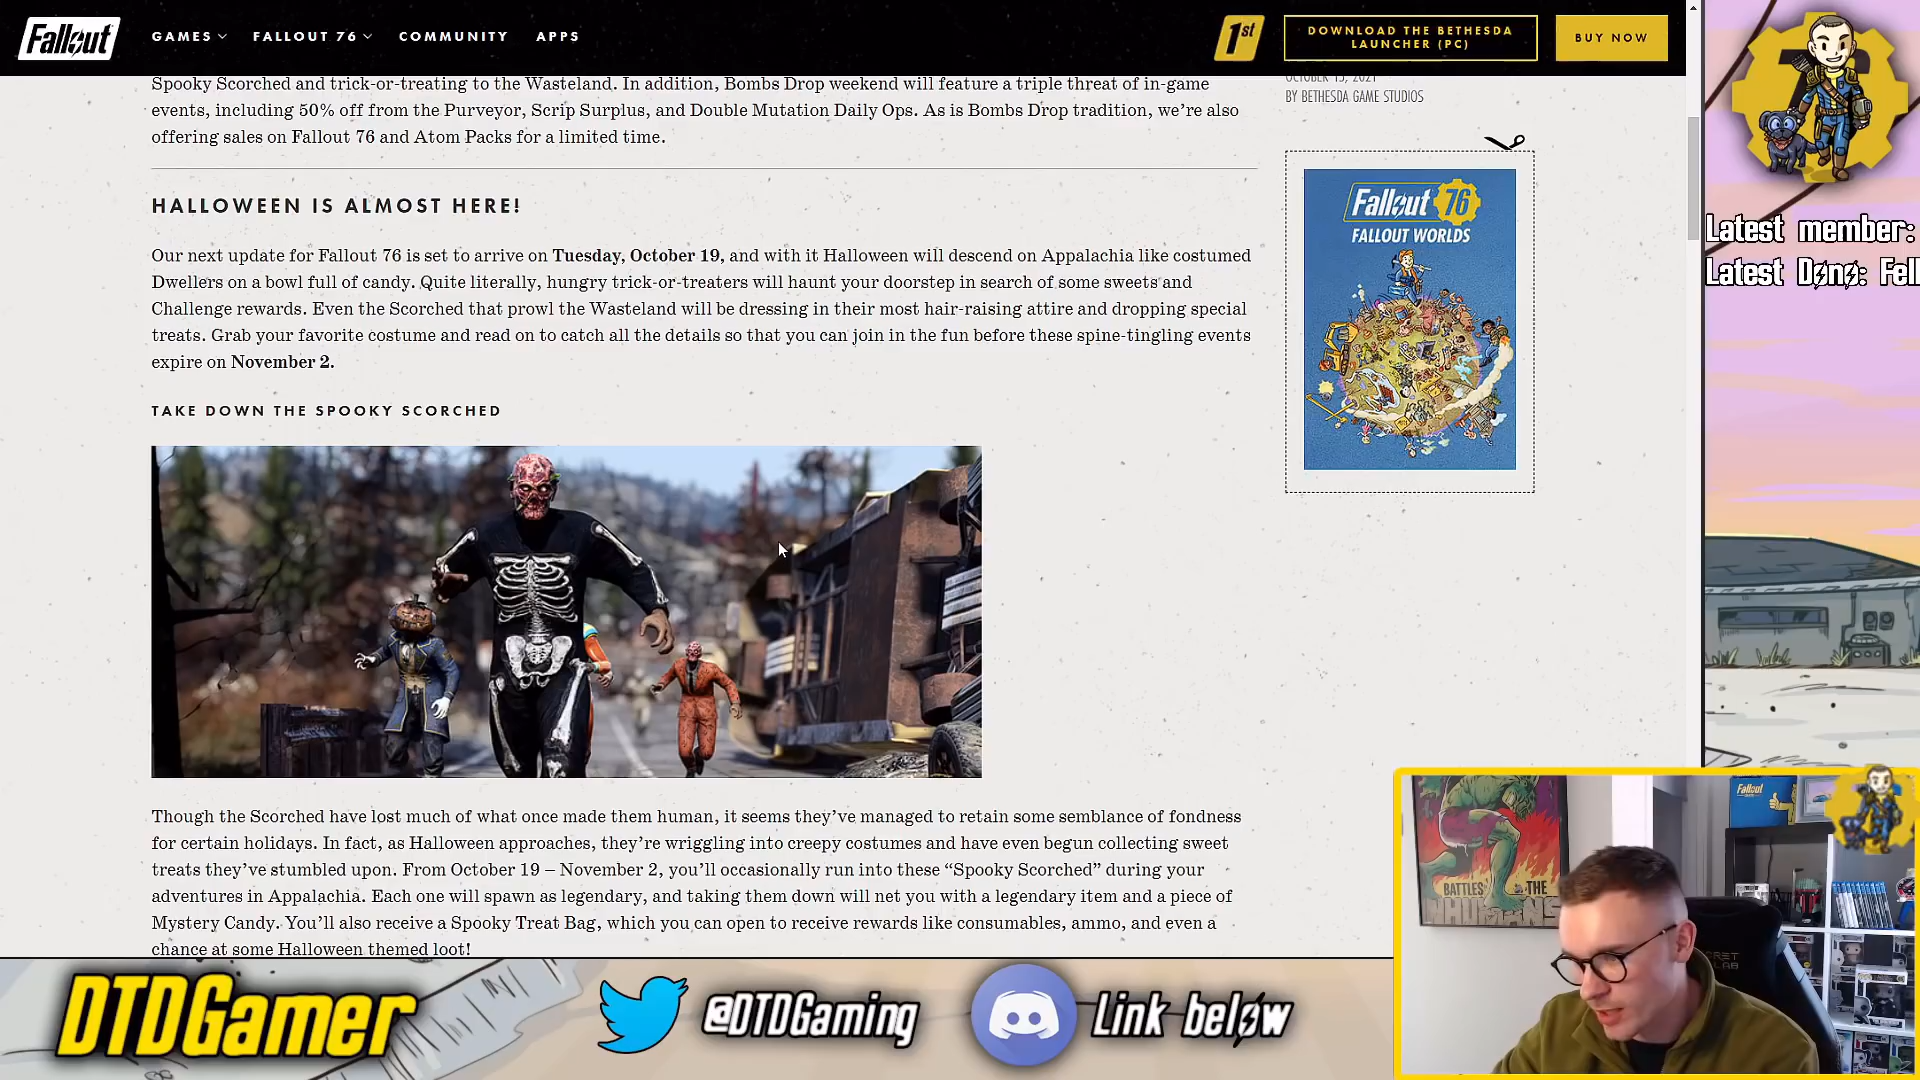 Fallout
GAMES
FALLOUT 76
COMMUNITY
APPS
1st
DOWNLOAD THE BETHESDA
LAUNCHER (PC)
BUY NOW
Spooky Scorched and trick-or-treating to the Wasteland. In addition, Bombs Drop weekend will feature a triple threat of in-game
events, including 50% off from the Purveyor, Scrip Surplus, and Double Mutation Daily Ops. As is Bombs Drop tradition, we’re also
offering sales on Fallout 76 and Atom Packs for a limited time.
OCTOBER 15, 2021
BY BETHESDA GAME STUDIOS
Fallout 76
FALLOUT WORLDS
HALLOWEEN IS ALMOST HERE!
Our next update for Fallout 76 is set to arrive on Tuesday, October 19, and with it Halloween will descend on Appalachia like costumed
Dwellers on a bowl full of candy. Quite literally, hungry trick-or-treaters will haunt your doorstep in search of some sweets and
Challenge rewards. Even the Scorched that prowl the Wasteland will be dressing in their most hair-raising attire and dropping special
treats. Grab your favorite costume and read on to catch all the details so that you can join in the fun before these spine-tingling events
expire on November 2.
TAKE DOWN THE SPOOKY SCORCHED
Though the Scorched have lost much of what once made them human, it seems they’ve managed to retain some semblance of fondness
for certain holidays. In fact, as Halloween approaches, they’re wriggling into creepy costumes and have even begun collecting sweet
treats they’ve stumbled upon. From October 19 – November 2, you’ll occasionally run into these “Spooky Scorched” during your
adventures in Appalachia. Each one will spawn as legendary, and taking them down will net you with a legendary item and a piece of
Mystery Candy. You’ll also receive a Spooky Treat Bag, which you can open to receive rewards like consumables, ammo, and even a
chance at some Halloween themed loot!
Latest member:
Latest Dono: Fell
BATTLES THE
INHUMANS
DTDGamer
@DTDGaming
Link below